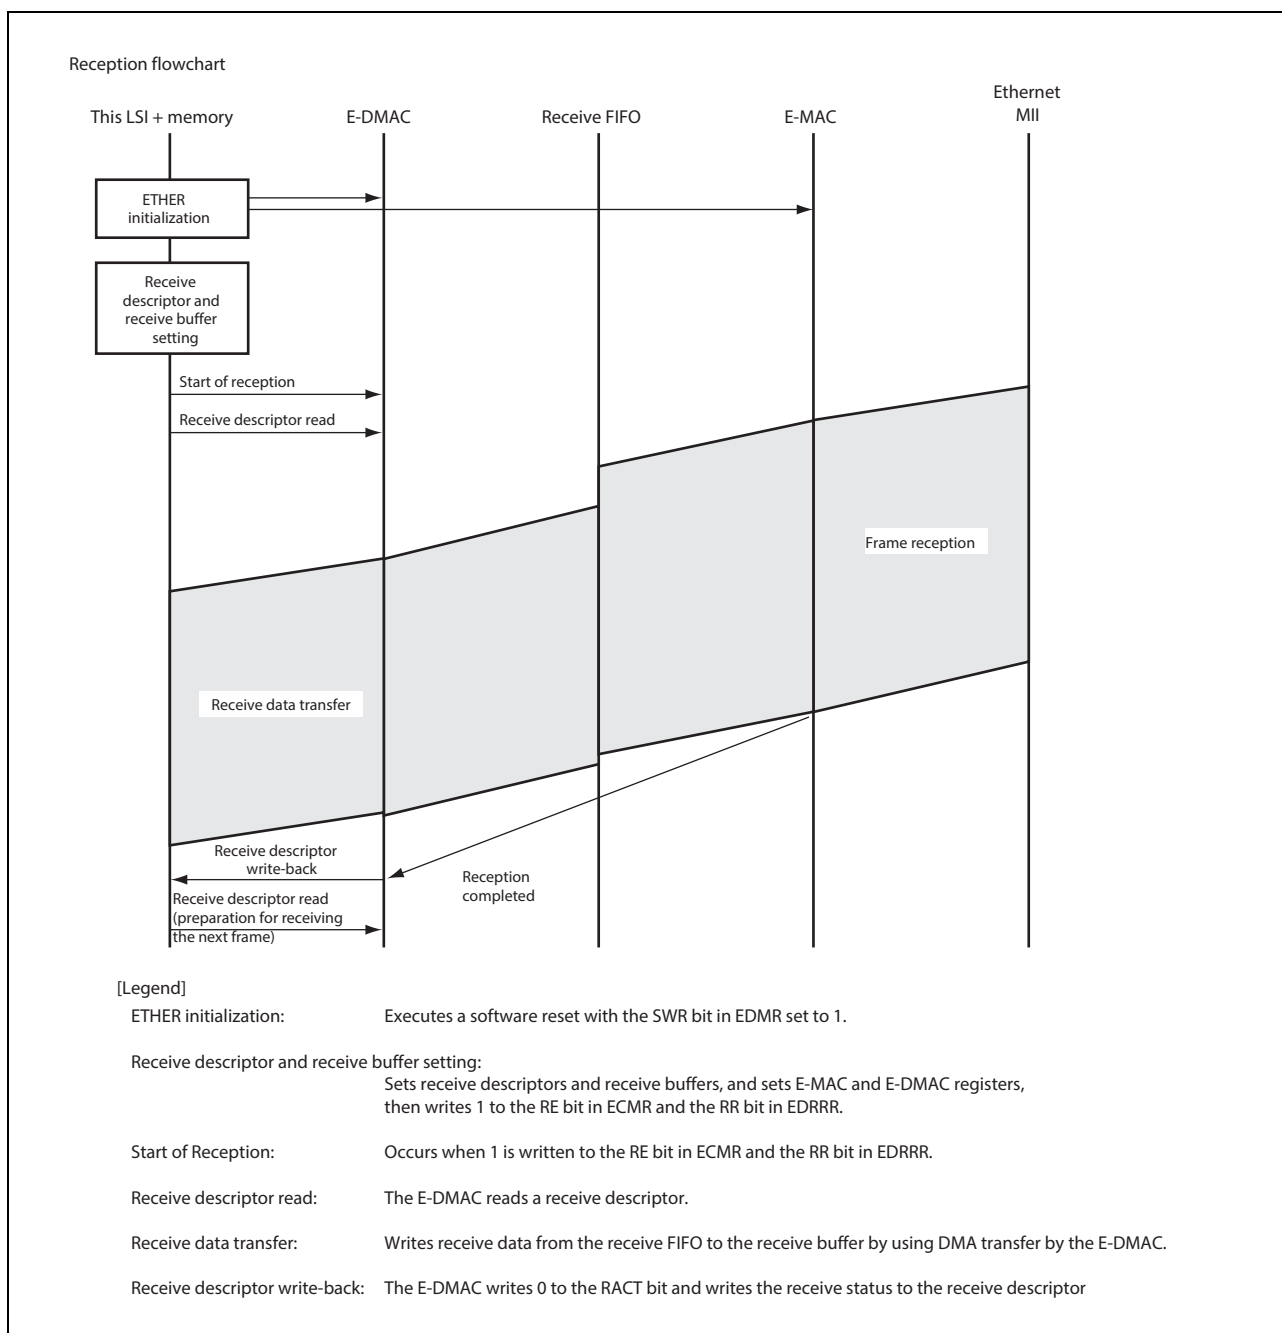 Reception flowchart
This LSI + memory
E-DMAC
Receive FIFO
E-MAC
Ethernet
MII
ETHER
initialization
Receive
descriptor and
receive buffer
setting
Start of reception
Receive descriptor read
Frame reception
Receive data transfer
Receive descriptor
write-back
Reception
completed
Receive descriptor read
(preparation for receiving
the next frame)
[Legend]
ETHER initialization: Executes a software reset with the SWR bit in EDMR set to 1.
Receive descriptor and receive buffer setting:
Sets receive descriptors and receive buffers, and sets E-MAC and E-DMAC registers,
then writes 1 to the RE bit in ECMR and the RR bit in EDRRR.
Start of Reception: Occurs when 1 is written to the RE bit in ECMR and the RR bit in EDRRR.
Receive descriptor read: The E-DMAC reads a receive descriptor.
Receive data transfer: Writes receive data from the receive FIFO to the receive buffer by using DMA transfer by the E-DMAC.
Receive descriptor write-back: The E-DMAC writes 0 to the RACT bit and writes the receive status to the receive descriptor